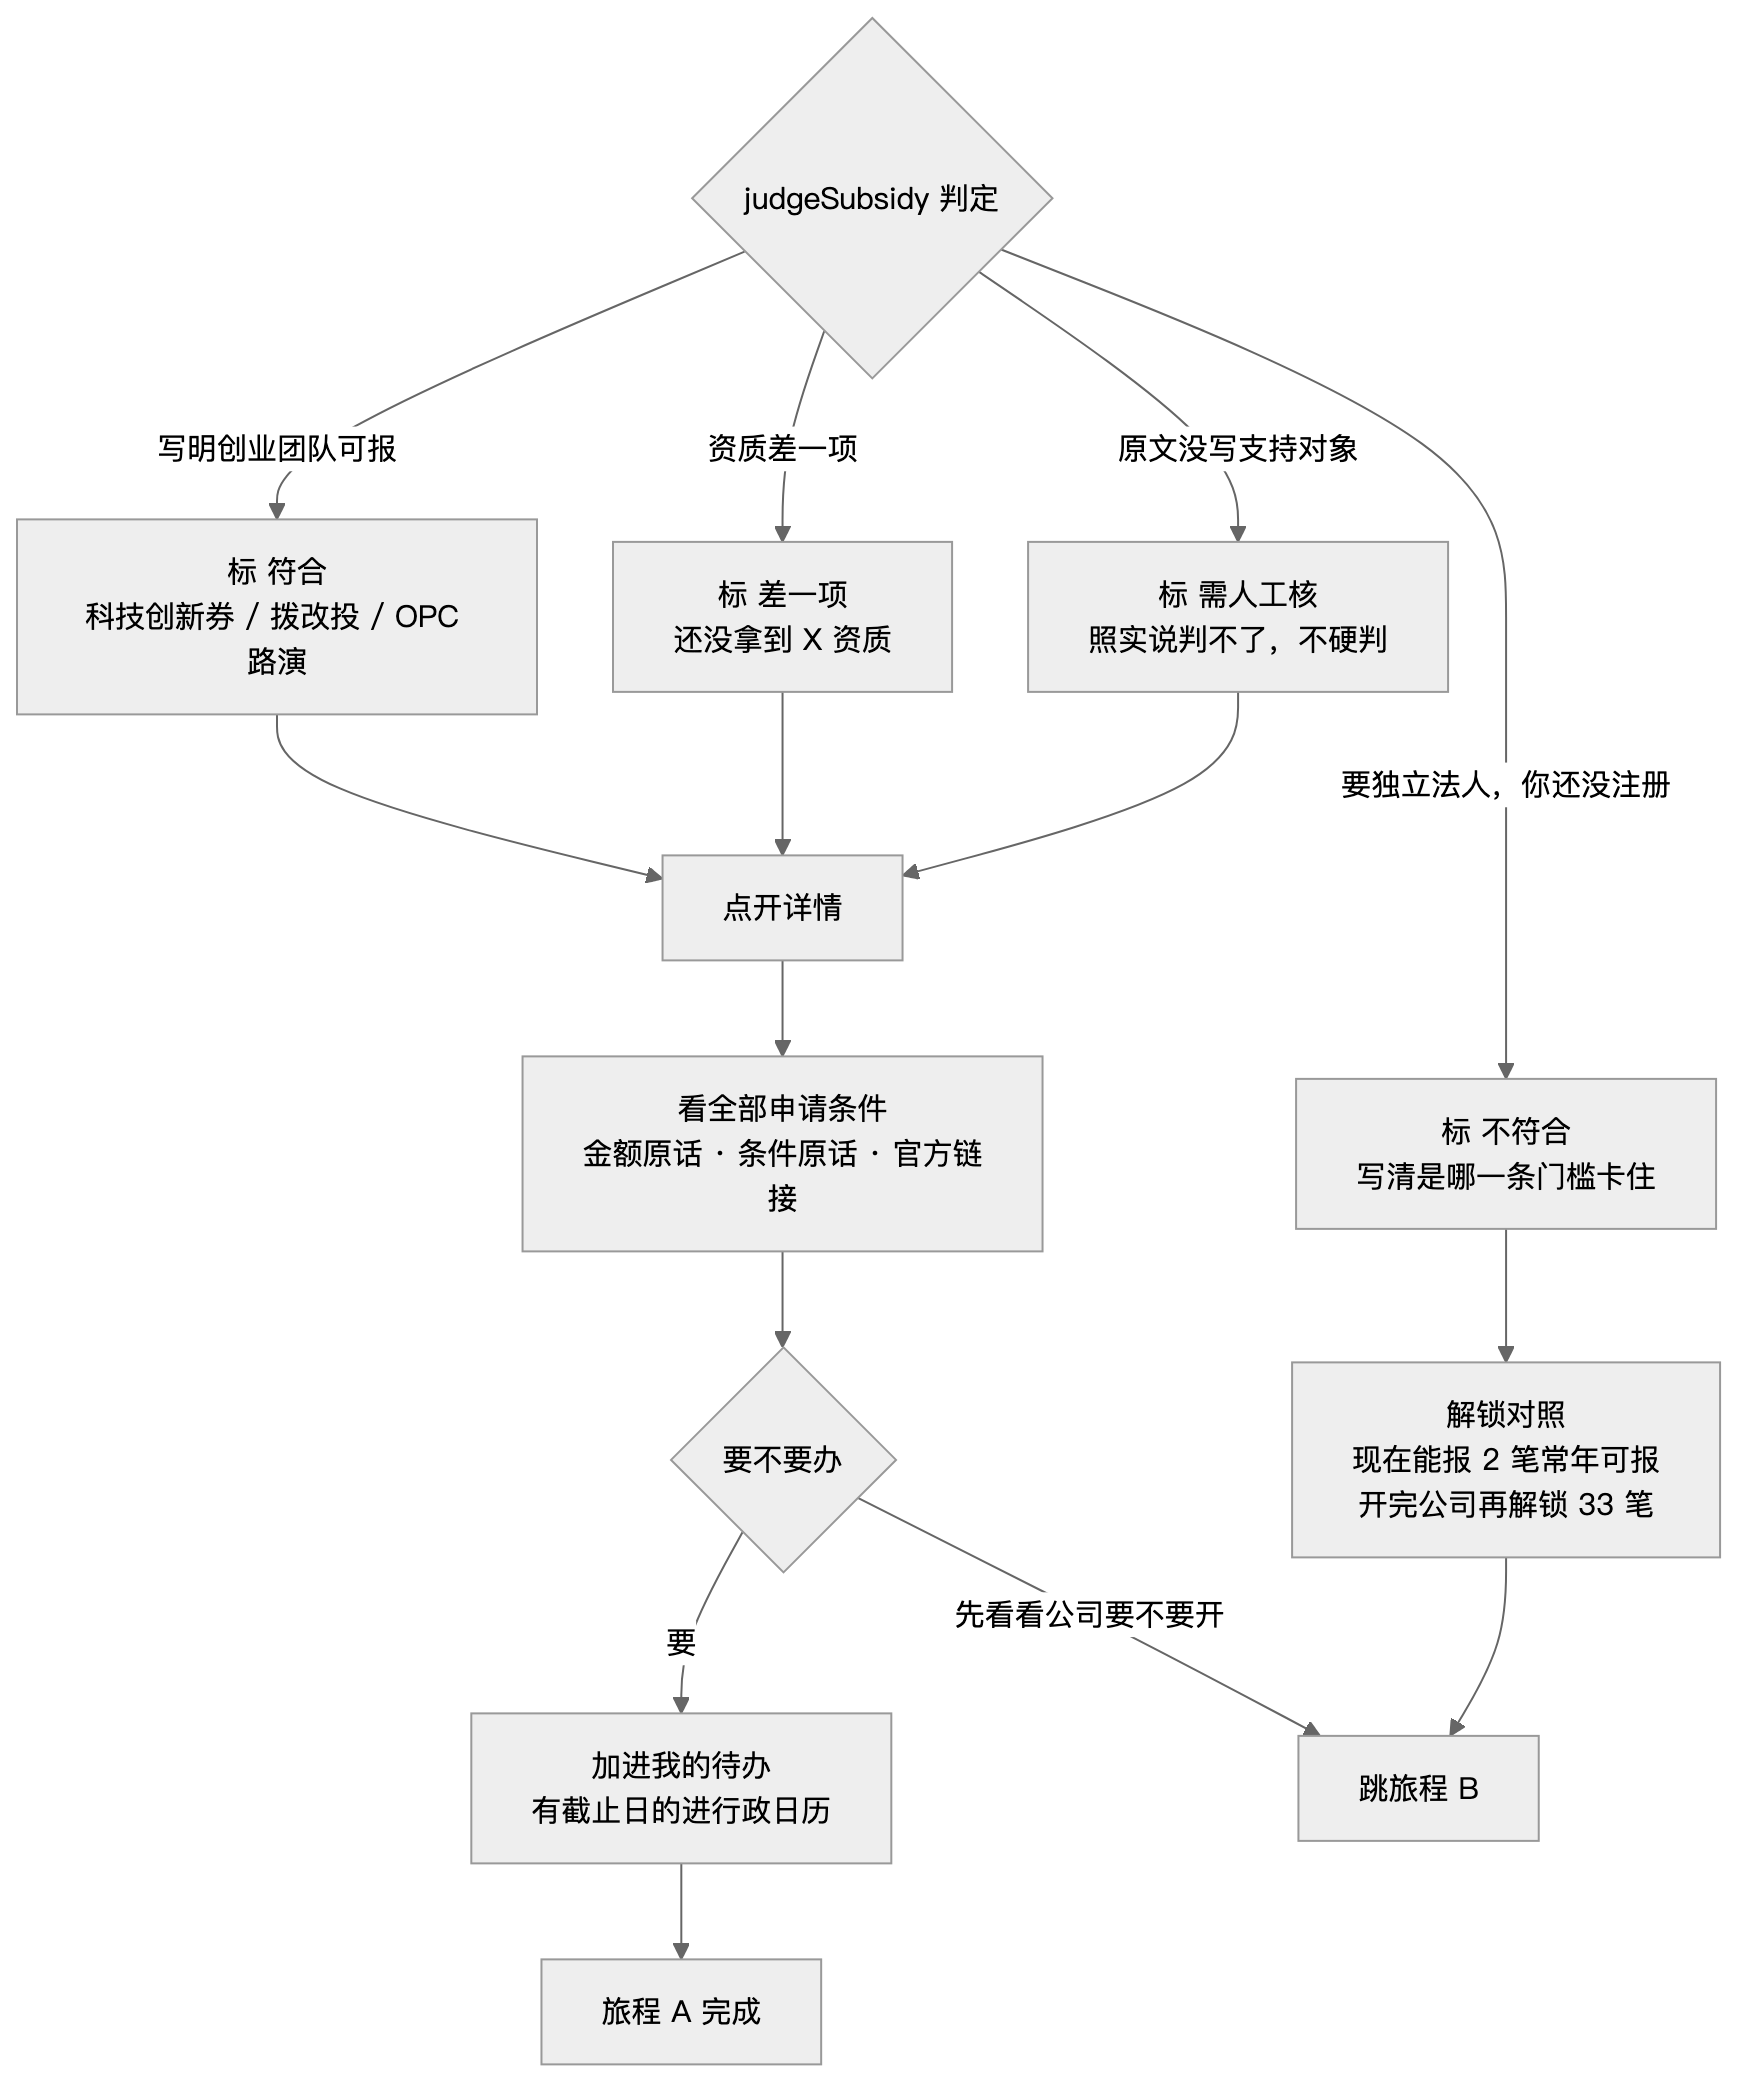 judgeSubsidy 判定
写明创业团队可报
资质差一项
原文没写支持对象
标 符合
科技创新券 / 拨改投 / OPC
路演
标 差一项
还没拿到 X 资质
标 需人工核
照实说判不了，不硬判
要独立法人，你还没注册
点开详情
看全部申请条件
金额原话 · 条件原话 · 官方链
接
标 不符合
写清是哪一条门槛卡住
要不要办
解锁对照
现在能报 2 笔常年可报
开完公司再解锁 33 笔
先看看公司要不要开
要
加进我的待办
有截止日的进行政日历
跳旅程 B
旅程 A 完成